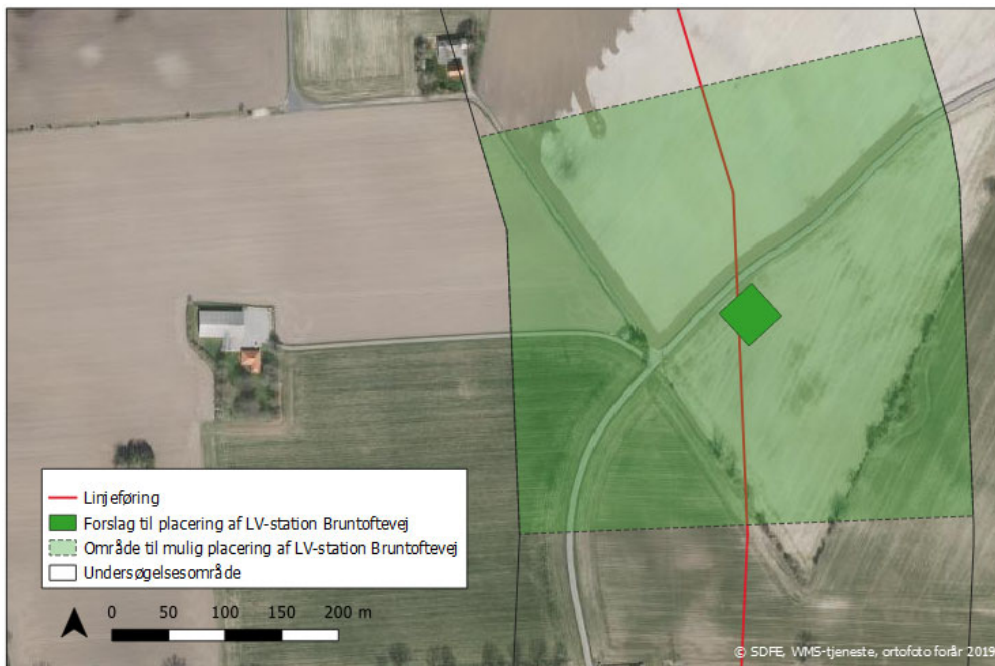 Linjeføring
Forslag til placering af LV-station Bruntoftevej
Område til mulig placering af LV-station Bruntoftevej
Undersøgelsesområde
0 50 100 150 200 m
© SDFE, WMS-tjeneste, ortofoto forår 2019